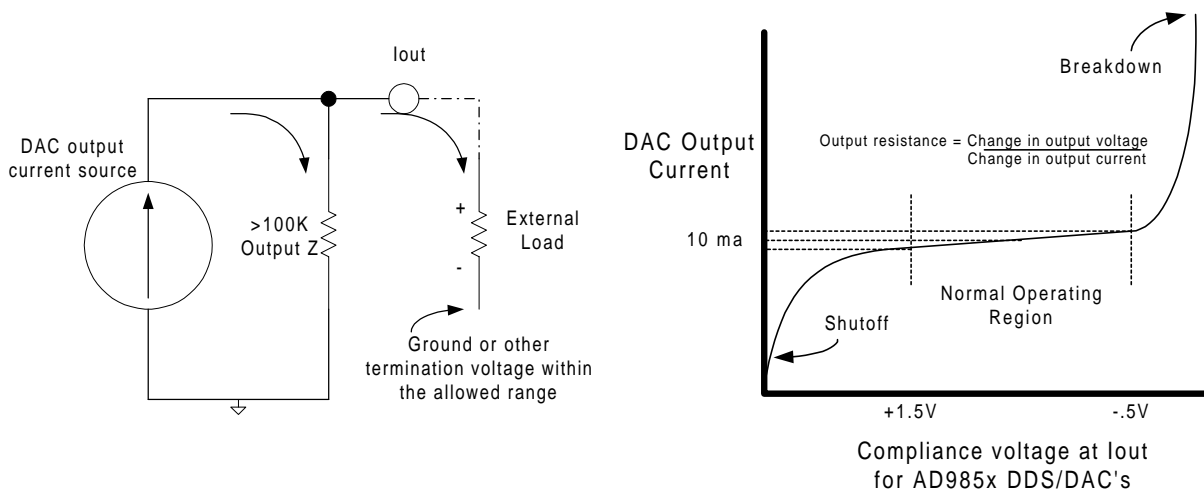 Iout
DAC output
current source
>100K
Output Z
+
-
External
Load
Ground or other
termination voltage within
the allowed range
Breakdown
DAC Output
Current
Output resistance = Change in output voltage
Change in output current
10 ma
Normal Operating
Region
Shutoff
+1.5V
-.5V
Compliance voltage at Iout
for AD985x DDS/DAC's